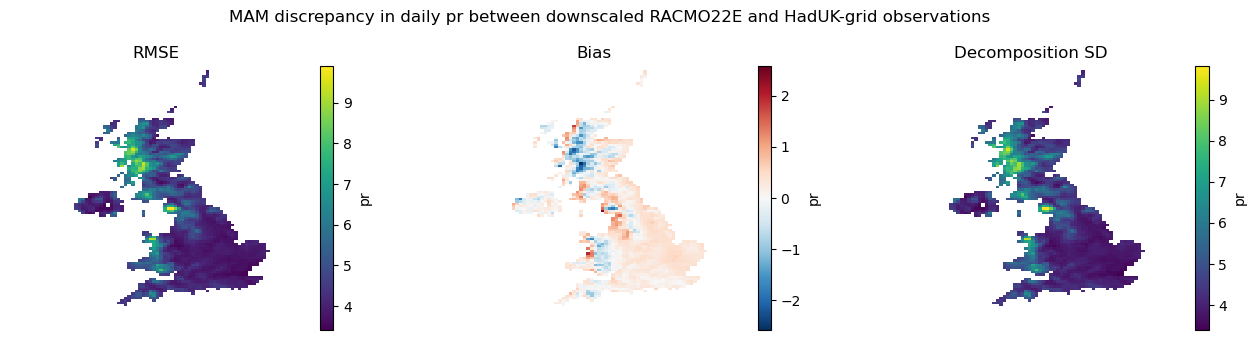 MAM discrepancy in daily pr between downscaled RACMO22E and HadUK-grid observations
RMSE
9
8
7
6
5
4
pr
Bias
2
1
0
−1
−2
pr
Decomposition SD
9
8
7
6
5
4
pr